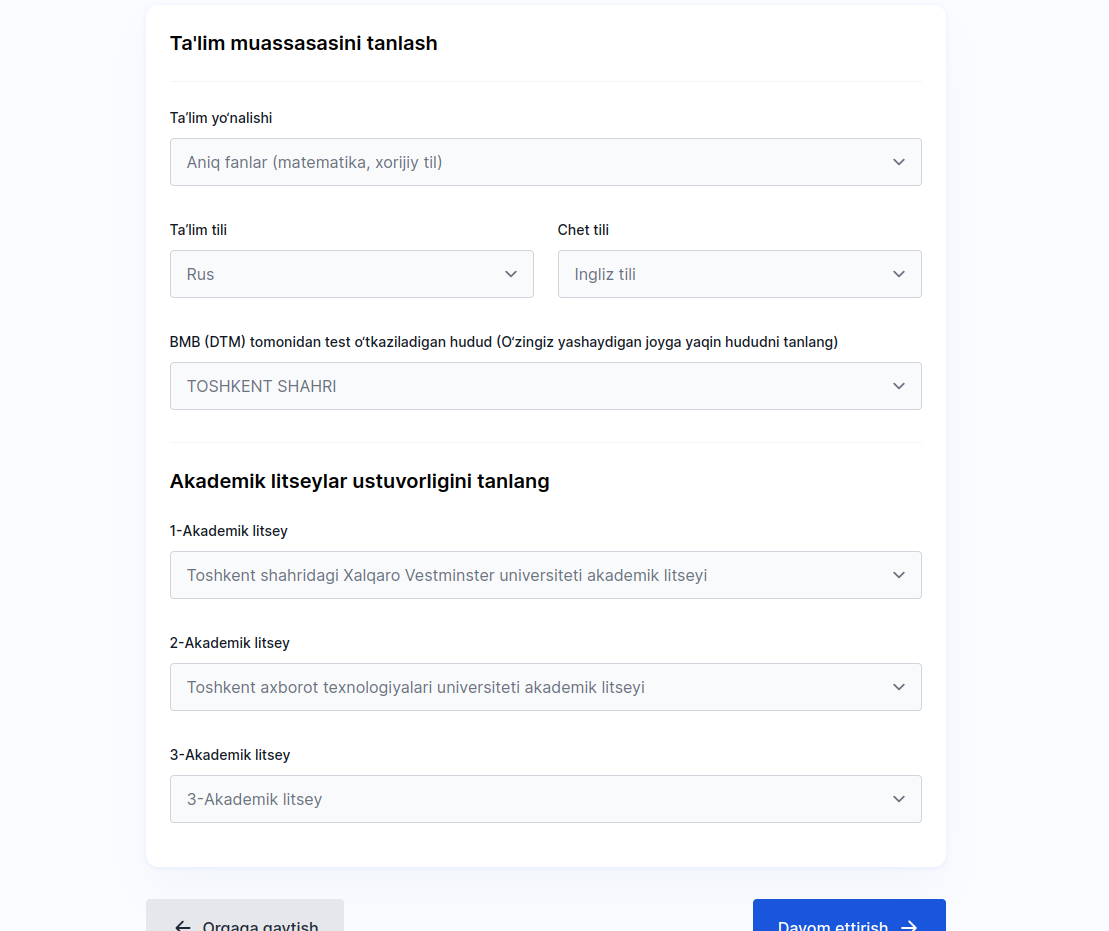 Ta'lim muassasasini tanlash
Ta’lim yo‘nalishi
Aniq fanlar (matematika, xorijiy til)
Ta’lim tili
Chet tili
Rus
Ingliz tili
BMB (DTM) tomonidan test o‘tkaziladigan hudud (O‘zingiz yashaydigan joyga yaqin hududni tanlang)
TOSHKENT SHAHRI
Akademik litseylar ustuvorligini tanlang
1-Akademik litsey
Toshkent shahridagi Xalqaro Vestminster universiteti akademik litseyi
2-Akademik litsey
Toshkent axborot texnologiyalari universiteti akademik litseyi
3-Akademik litsey
3-Akademik litsey
Orqaga qaytish
Davom ettirish